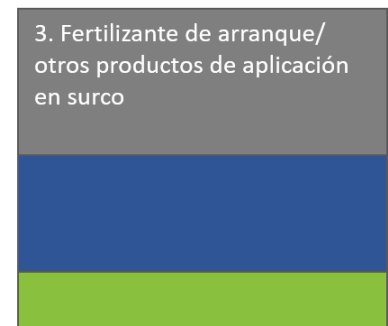 3. Fertilizante de arranque/
otros productos de aplicación
en surco